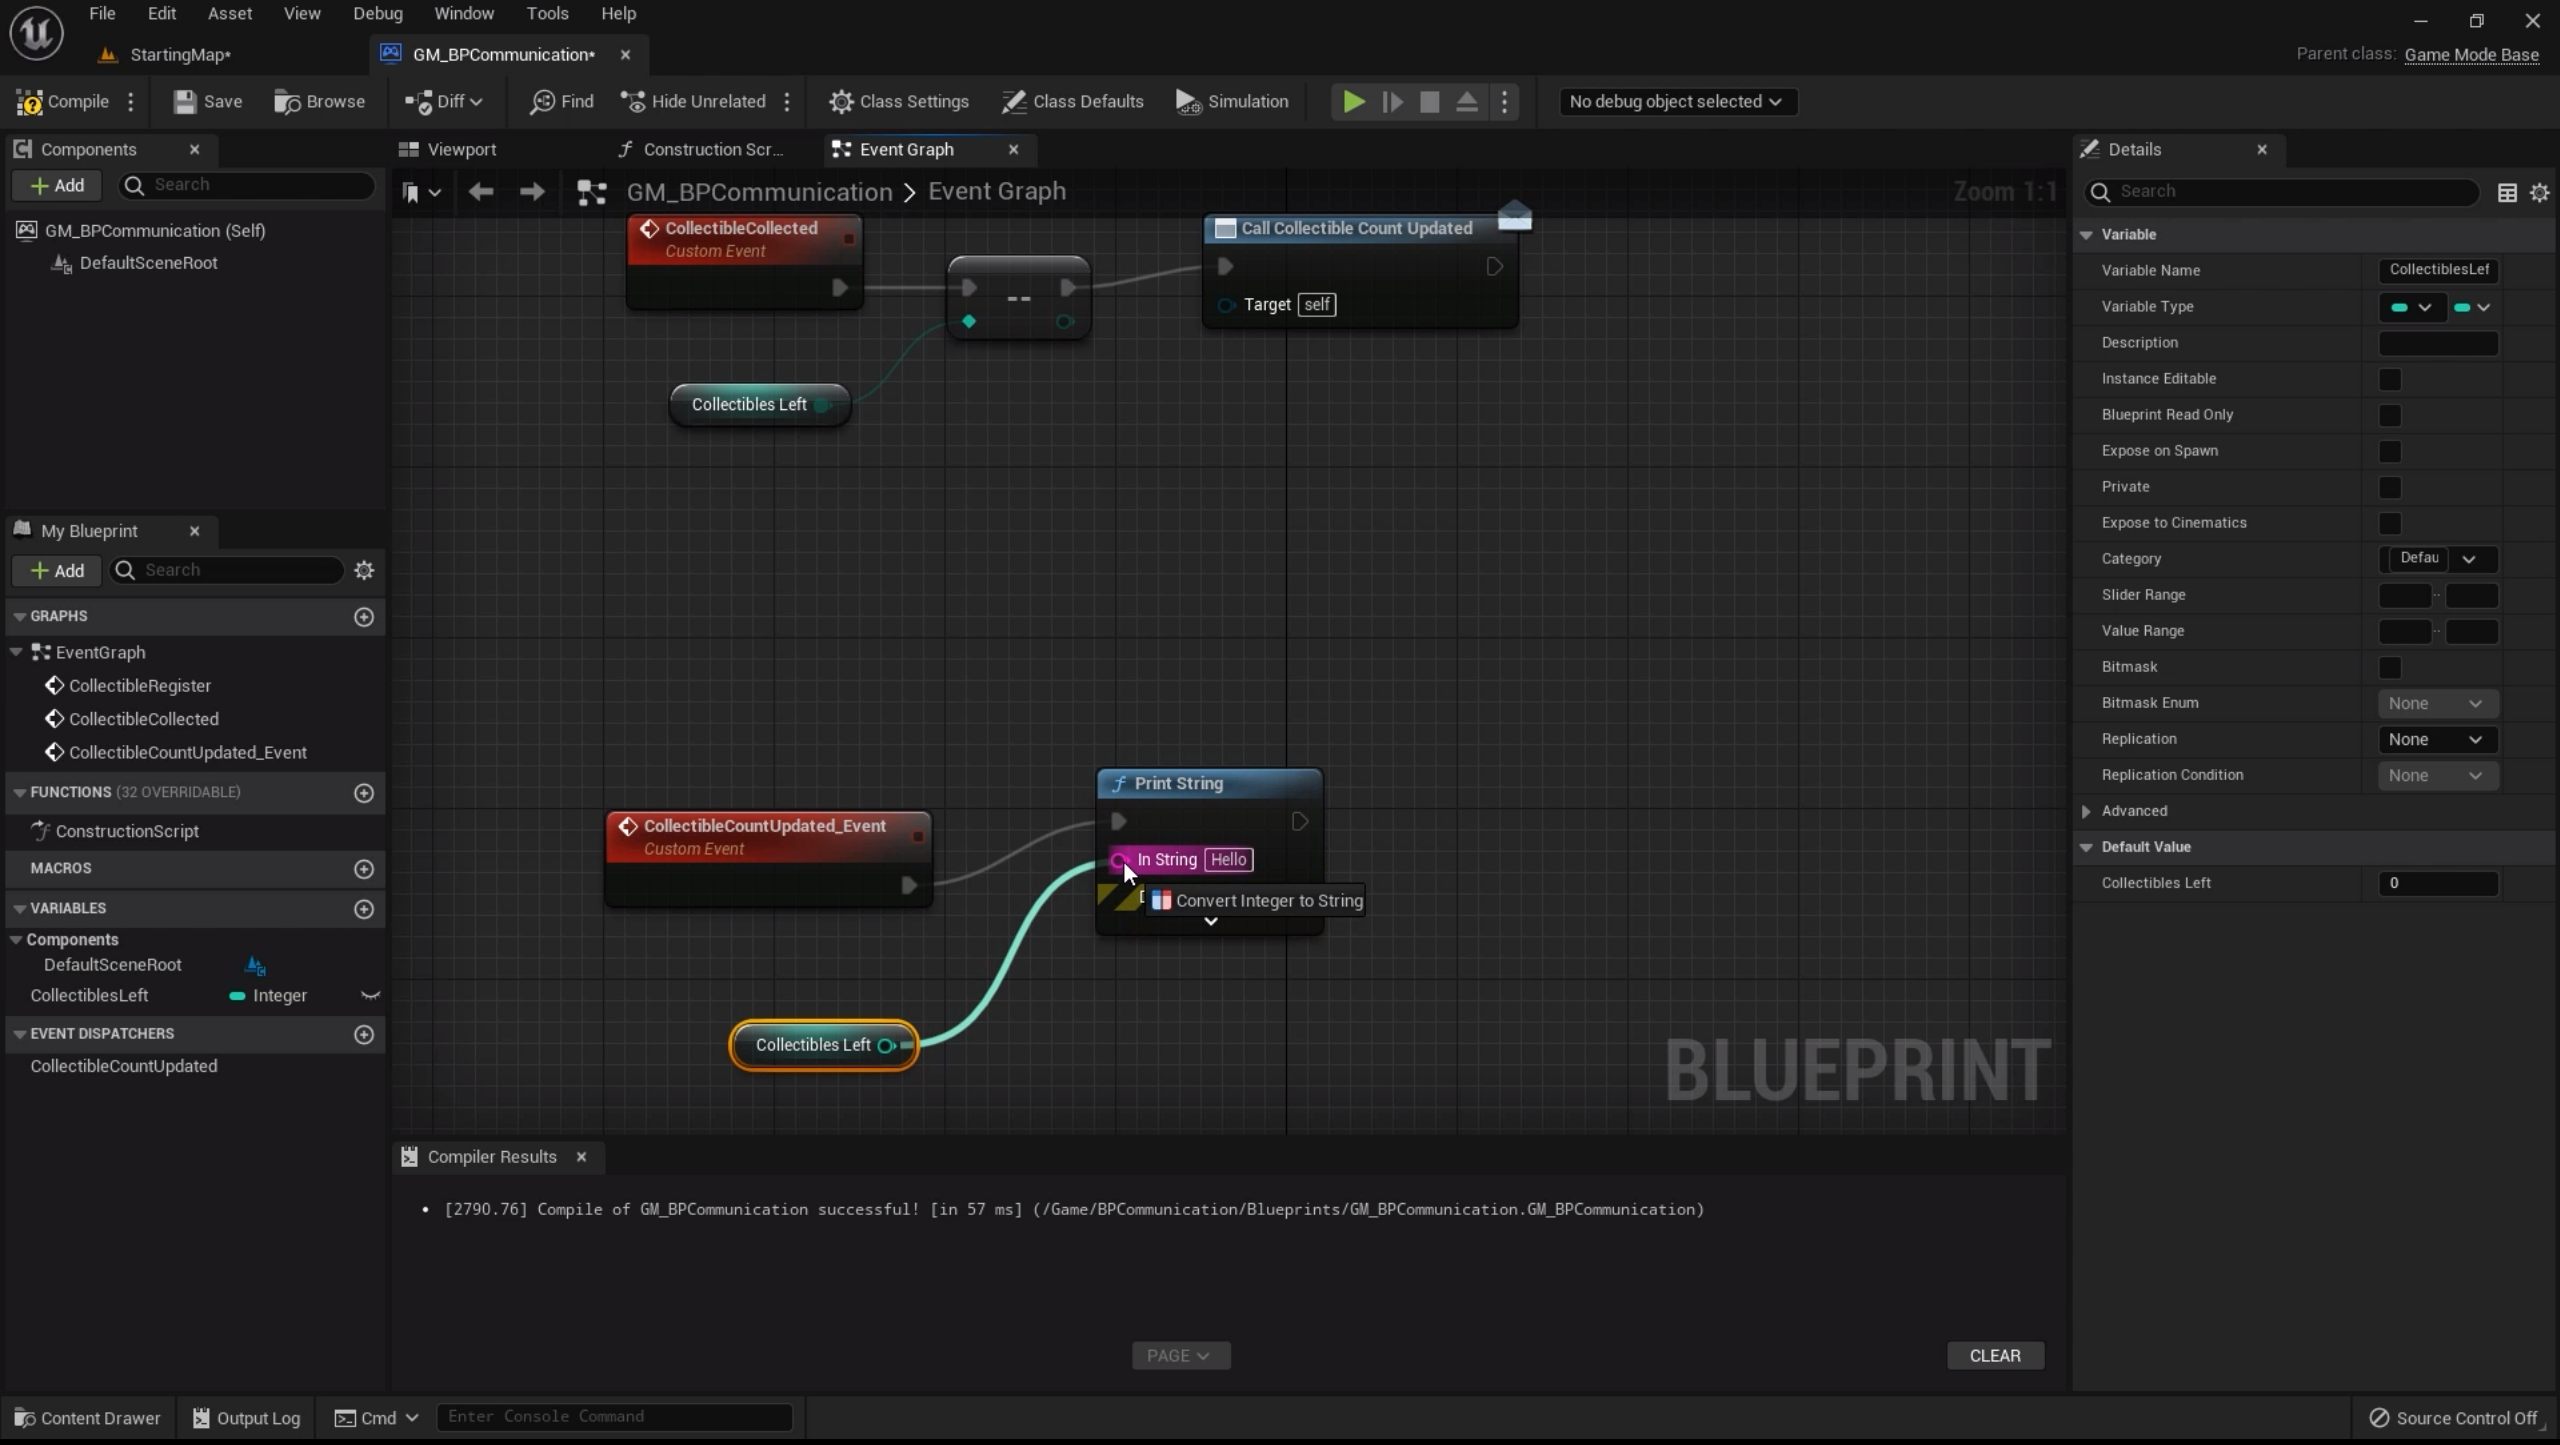 File Edit Asset View Debug Window Tools Help
StartingMap* GM_BPCommunication* Parent class: Game Mode Base
Compile Save Browse Diff Find Hide Unrelated Class Settings Class Defaults Simulation No debug object selected
Components
Add Search
GM_BPCommunication (Self)
DefaultSceneRoot
My Blueprint
Add Search
GRAPHS
EventGraph
CollectibleRegister
CollectibleCollected
CollectibleCountUpdated_Event
FUNCTIONS (32 OVERRIDABLE)
ConstructionScript
MACROS
VARIABLES
Components
DefaultSceneRoot
CollectiblesLeft Integer
EVENT DISPATCHERS
CollectibleCountUpdated
Viewport Construction Scr... Event Graph
GM_BPCommunication > Event Graph Zoom 1:1
CollectibleCollected
Custom Event
--
Call Collectible Count Updated
Target self
Collectibles Left
Print String
CollectibleCountUpdated_Event
Custom Event
In String Hello
Convert Integer to String
Collectibles Left
BLUEPRINT
Compiler Results
• [2790.76] Compile of GM_BPCommunication successful! [in 57 ms] (/Game/BPCommunication/Blueprints/GM_BPCommunication.GM_BPCommunication)
PAGE CLEAR
Details
Search
Variable
Variable Name CollectiblesLef
Variable Type
Description
Instance Editable
Blueprint Read Only
Expose on Spawn
Private
Expose to Cinematics
Category Defau
Slider Range ..
Value Range ..
Bitmask
Bitmask Enum None
Replication None
Replication Condition None
Advanced
Default Value
Collectibles Left 0
Content Drawer Output Log Cmd Enter Console Command Source Control Off